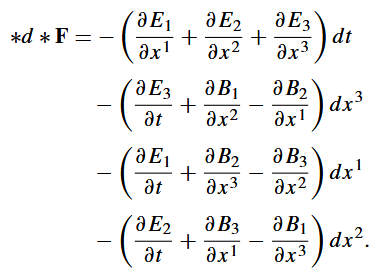 ∗d ∗ F = − (∂E₁/∂x¹ + ∂E₂/∂x² + ∂E₃/∂x³) dt
− (∂E₃/∂t + ∂B₁/∂x² − ∂B₂/∂x¹) dx³
− (∂E₁/∂t + ∂B₂/∂x³ − ∂B₃/∂x²) dx¹
− (∂E₂/∂t + ∂B₃/∂x¹ − ∂B₁/∂x³) dx².